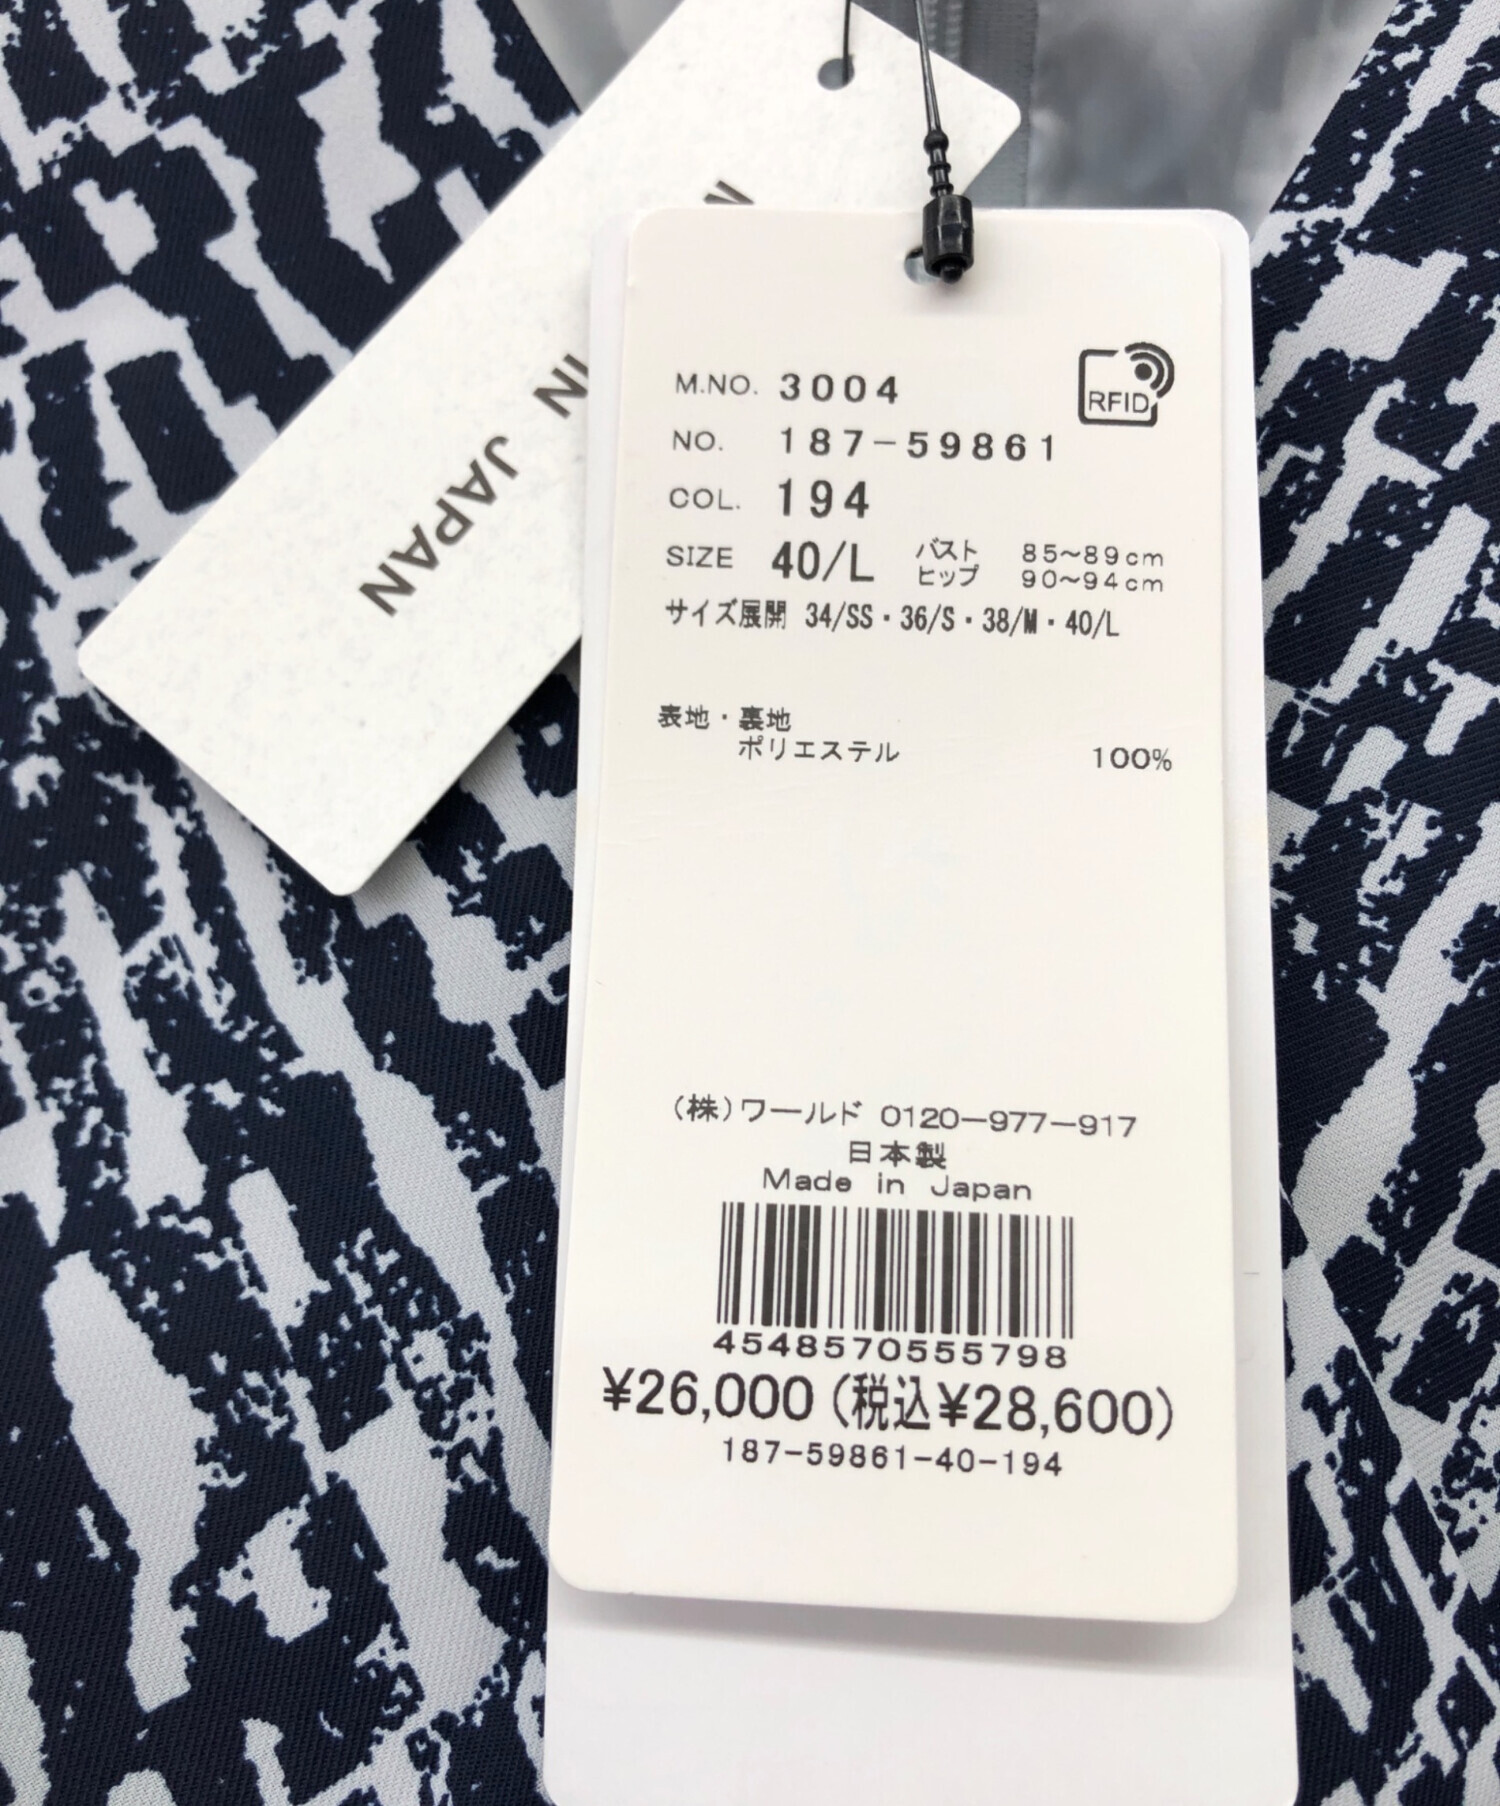 N
IN
JAPAN
RFID
M.NO. 3004
NO. 187-59861
COL. 194
SIZE 40/L バスト 85~89cm
ヒップ 90~94cm
サイズ展開 34/SS・36/S・38/M・40/L
表地・裏地
ポリエステル 100%
(株)ワールド 0120-977-917
日本製
Made in Japan
4548570555798
¥26,000(税込¥28,600)
187-59861-40-194